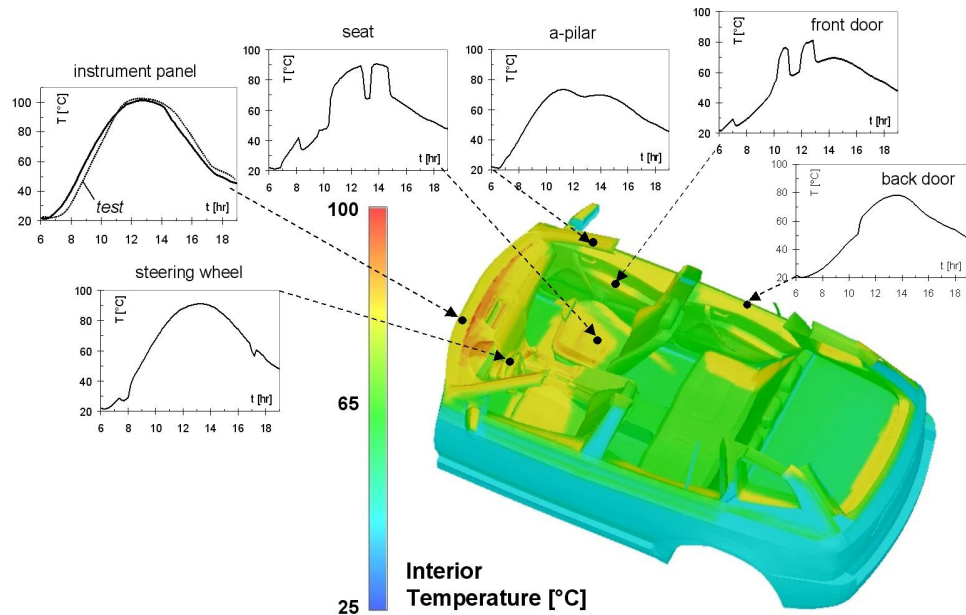 instrument panel
T [°C]
100
80
60
40
20
test
t [hr]
6 8 10 12 14 16 18
seat
T [°C]
100
80
60
40
20
t [hr]
6 8 10 12 14 16 18
a-pilar
T [°C]
100
80
60
40
20
t [hr]
6 8 10 12 14 16 18
front door
T [°C]
100
80
60
40
20
t [hr]
6 8 10 12 14 16 18
back door
T [°C]
100
80
60
40
20
t [hr]
6 8 10 12 14 16 18
steering wheel
T [°C]
100
80
60
40
20
t [hr]
6 8 10 12 14 16 18
100
65
25
Interior
Temperature [°C]